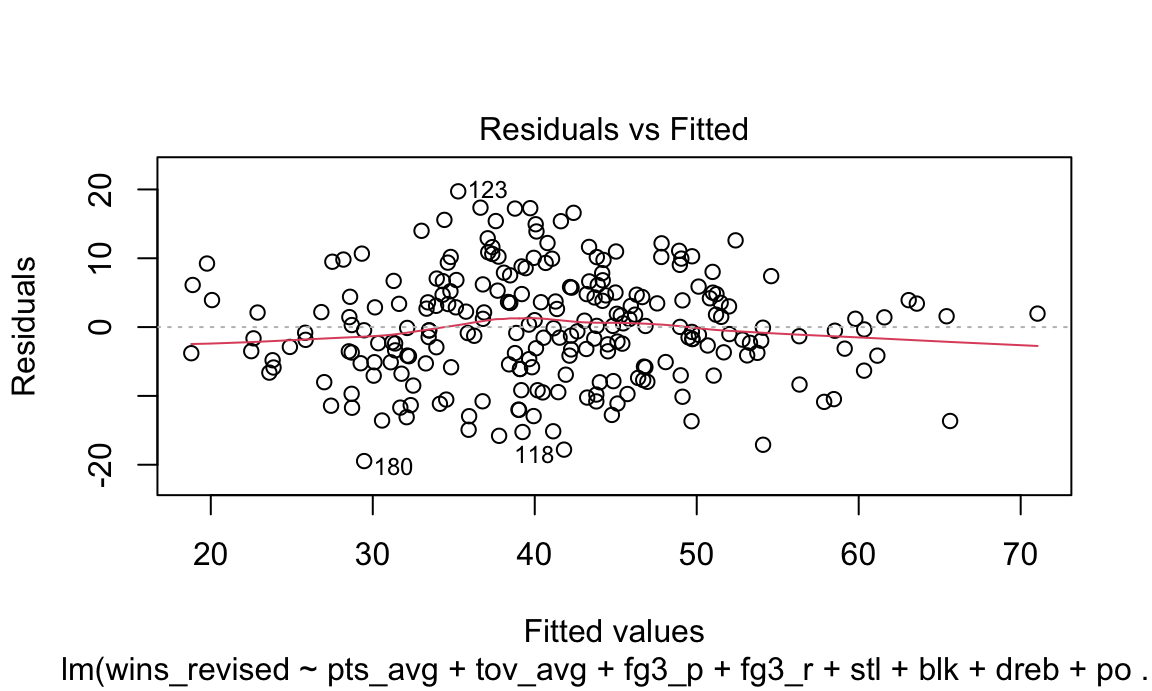 Residuals vs Fitted
Residuals
20
10
0
-20
123
180
118
20 30 40 50 60 70
Fitted values
lm(wins_revised ~ pts_avg + tov_avg + fg3_p + fg3_r + stl + blk + dreb + po .